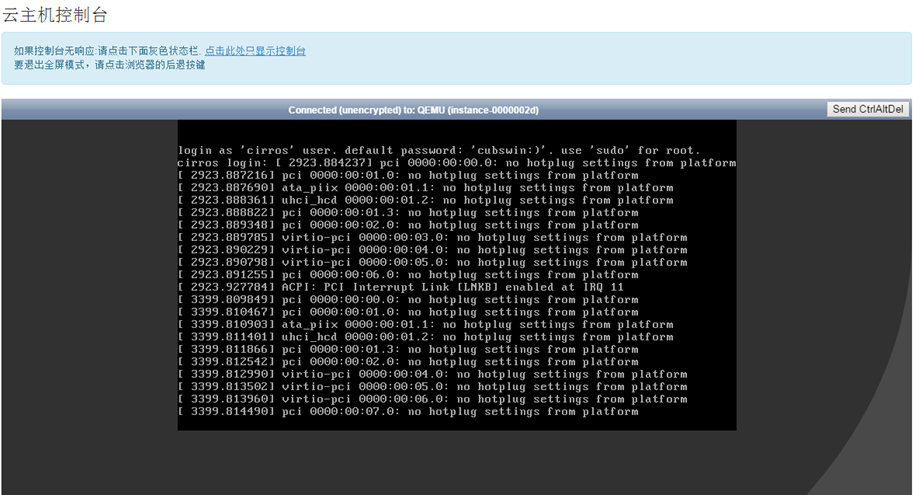 云主机控制台
如果控制台无响应:请点击下面灰色状态栏. 点击此处只显示控制台
要退出全屏模式，请点击浏览器的后退按键
Connected (unencrypted) to: QEMU (instance-0000002d)
Send CtrlAltDel
login as 'cirros' user. default password: 'cubswin:)'. use 'sudo' for root.
cirros login: [ 2923.884237] pci 0000:00:00.0: no hotplug settings from platform
[ 2923.887216] pci 0000:00:01.0: no hotplug settings from platform
[ 2923.887690] ata_piix 0000:00:01.1: no hotplug settings from platform
[ 2923.888361] uhci_hcd 0000:00:01.2: no hotplug settings from platform
[ 2923.888822] pci 0000:00:01.3: no hotplug settings from platform
[ 2923.889348] pci 0000:00:02.0: no hotplug settings from platform
[ 2923.889785] virtio-pci 0000:00:03.0: no hotplug settings from platform
[ 2923.890229] virtio-pci 0000:00:04.0: no hotplug settings from platform
[ 2923.890798] virtio-pci 0000:00:05.0: no hotplug settings from platform
[ 2923.891255] pci 0000:00:06.0: no hotplug settings from platform
[ 2923.927784] ACPI: PCI Interrupt Link [LNKB] enabled at IRQ 11
[ 3399.809849] pci 0000:00:00.0: no hotplug settings from platform
[ 3399.810467] pci 0000:00:01.0: no hotplug settings from platform
[ 3399.810903] ata_piix 0000:00:01.1: no hotplug settings from platform
[ 3399.811401] uhci_hcd 0000:00:01.2: no hotplug settings from platform
[ 3399.811866] pci 0000:00:01.3: no hotplug settings from platform
[ 3399.812542] pci 0000:00:02.0: no hotplug settings from platform
[ 3399.812990] virtio-pci 0000:00:04.0: no hotplug settings from platform
[ 3399.813502] virtio-pci 0000:00:05.0: no hotplug settings from platform
[ 3399.813960] virtio-pci 0000:00:06.0: no hotplug settings from platform
[ 3399.814490] pci 0000:00:07.0: no hotplug settings from platform